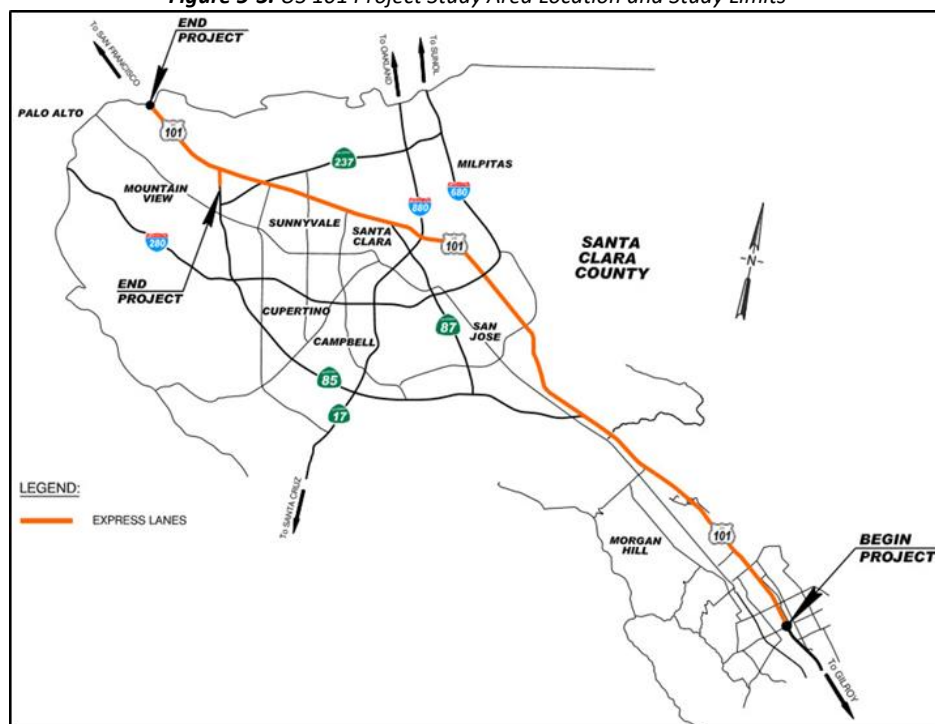 Figure 3-3. US 101 Project Study Area Location and Study Limits
To SAN FRANCISCO
END
PROJECT
To OAKLAND
To SUNOL
PALO ALTO
101
237
MILPITAS
MOUNTAIN
VIEW
SUNNYVALE
SANTA
CLARA
880
680
101
280
SANTA
CLARA
COUNTY
-N-
END
PROJECT
CUPERTINO
CAMPBELL
87
SAN
JOSE
85
17
LEGEND:
EXPRESS LANES
To SANTA CRUZ
MORGAN
HILL
101
BEGIN
PROJECT
To GILROY